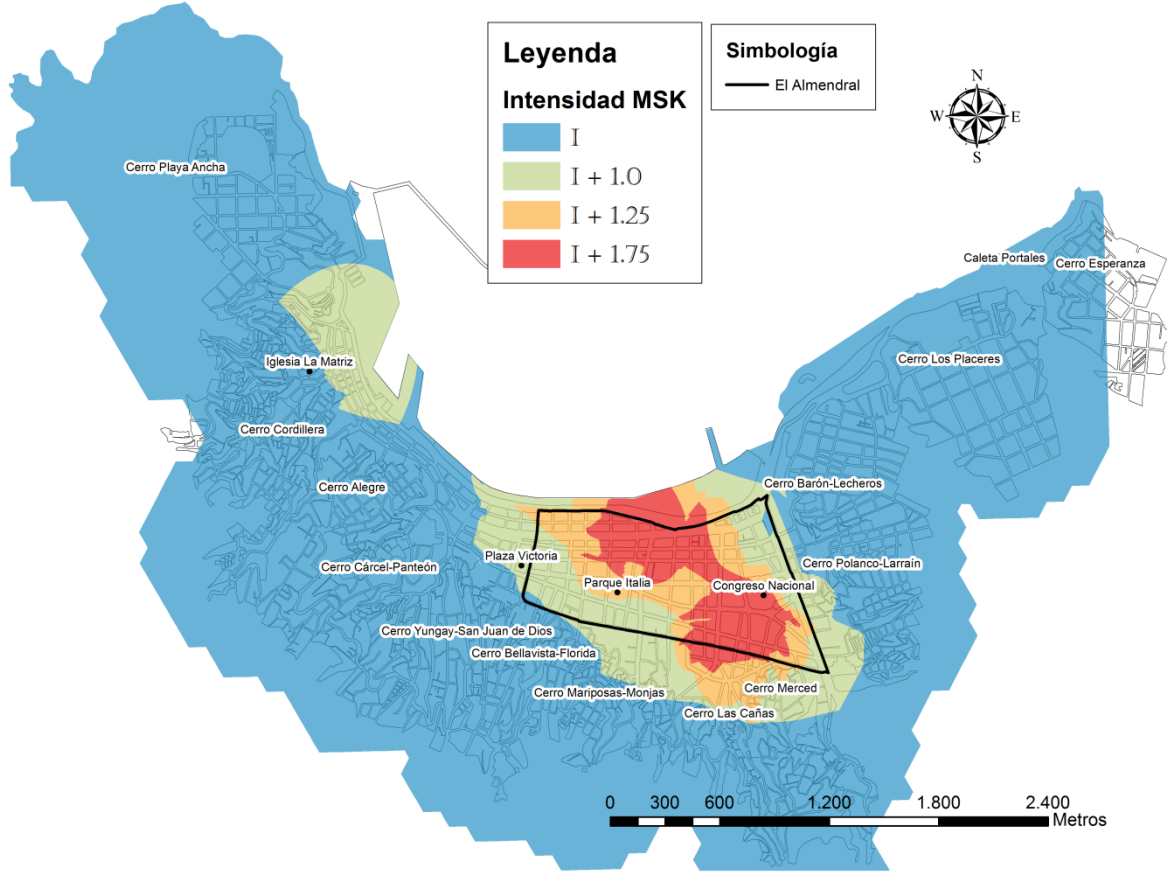 Leyenda
Intensidad MSK
I
I + 1.0
I + 1.25
I + 1.75
Simbología
El Almendral
N
W
E
S
Cerro Playa Ancha
Caleta Portales
Cerro Esperanza
Iglesia La Matriz
Cerro Los Placeres
Cerro Cordillera
Cerro Alegre
Cerro Barón-Lecheros
Plaza Victoria
Cerro Cárcel-Panteón
Cerro Polanco-Larraín
Parque Italia
Congreso Nacional
Cerro Yungay-San Juan de Dios
Cerro Bellavista-Florida
Cerro Mariposas-Monjas
Cerro Merced
Cerro Las Cañas
0 300 600 1.200 1.800 2.400
Metros